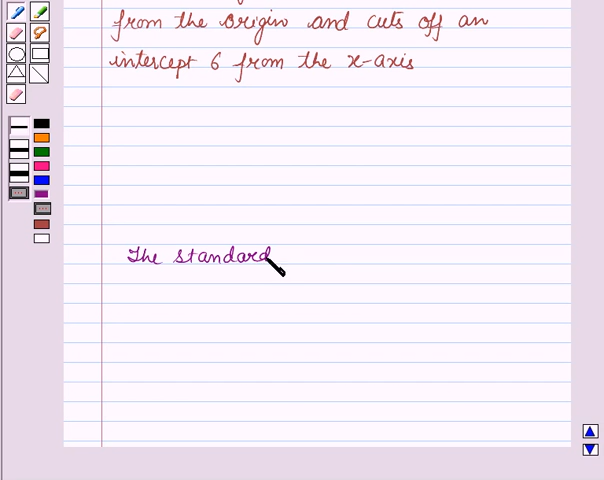 from the origin and cuts off an
intercept 6 from the x-axis
The standard